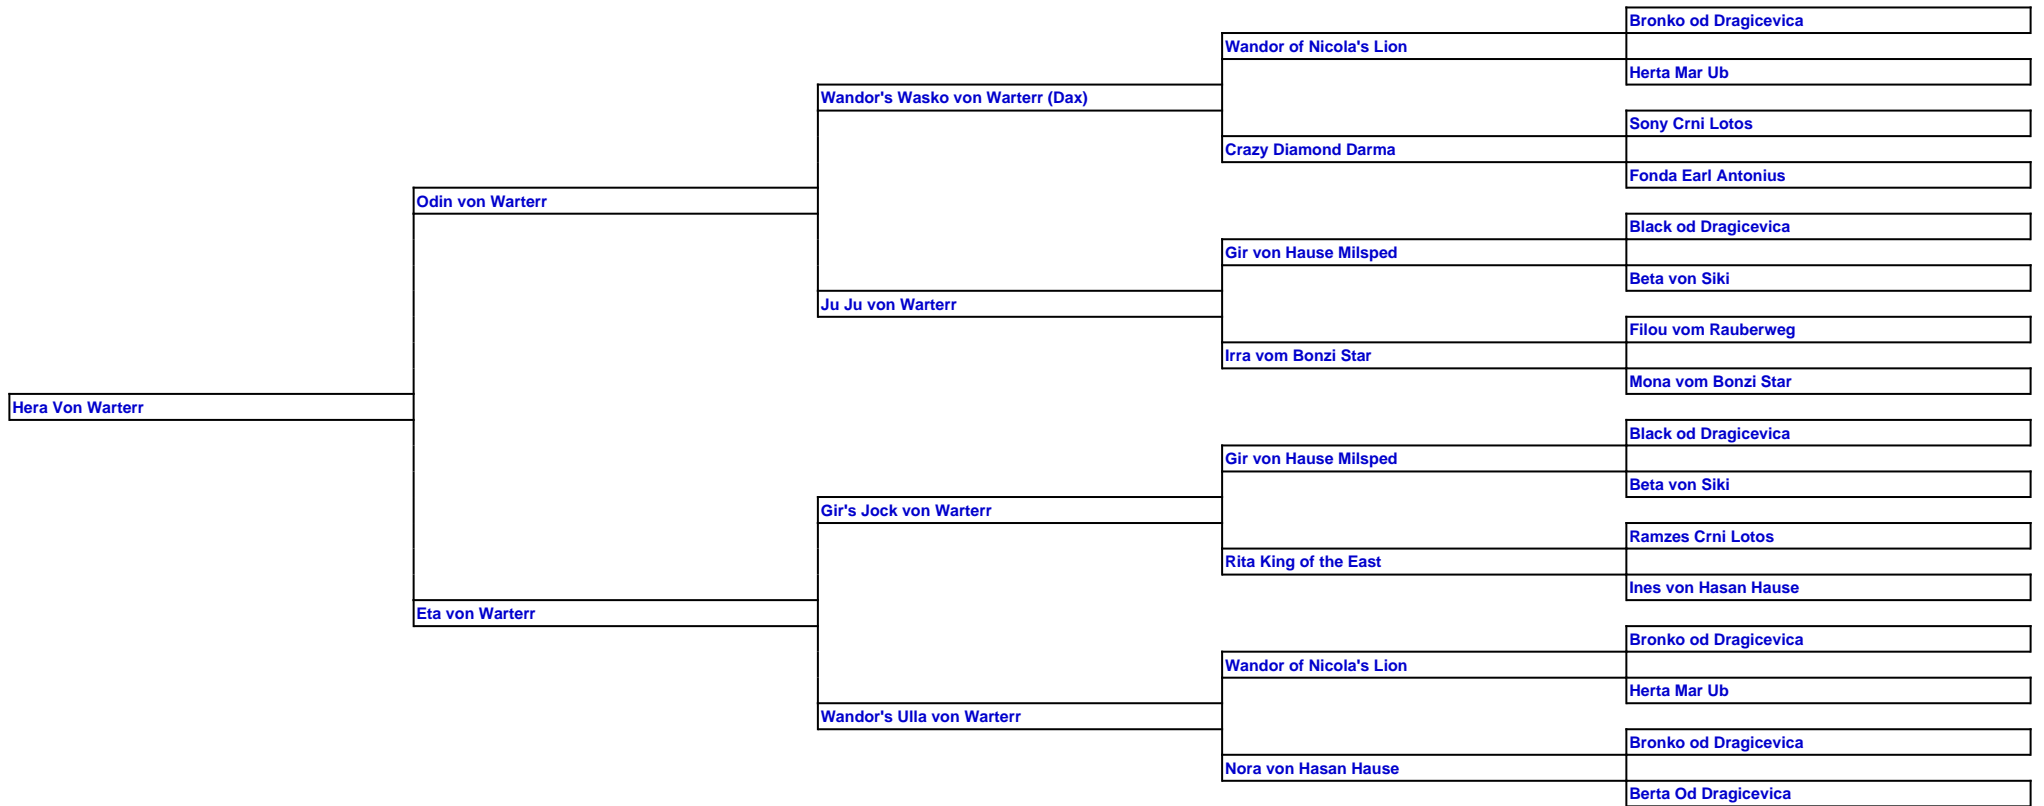 Bronko od Dragicevica
Wandor of Nicola's Lion
Herta Mar Ub
Wandor's Wasko von Warterr (Dax)
Sony Crni Lotos
Crazy Diamond Darma
Fonda Earl Antonius
Odin von Warterr
Black od Dragicevica
Gir von Hause Milsped
Beta von Siki
Ju Ju von Warterr
Filou vom Rauberweg
Irra vom Bonzi Star
Mona vom Bonzi Star
Hera Von Warterr
Black od Dragicevica
Gir von Hause Milsped
Beta von Siki
Gir's Jock von Warterr
Ramzes Crni Lotos
Rita King of the East
Ines von Hasan Hause
Eta von Warterr
Bronko od Dragicevica
Wandor of Nicola's Lion
Herta Mar Ub
Wandor's Ulla von Warterr
Bronko od Dragicevica
Nora von Hasan Hause
Berta Od Dragicevica